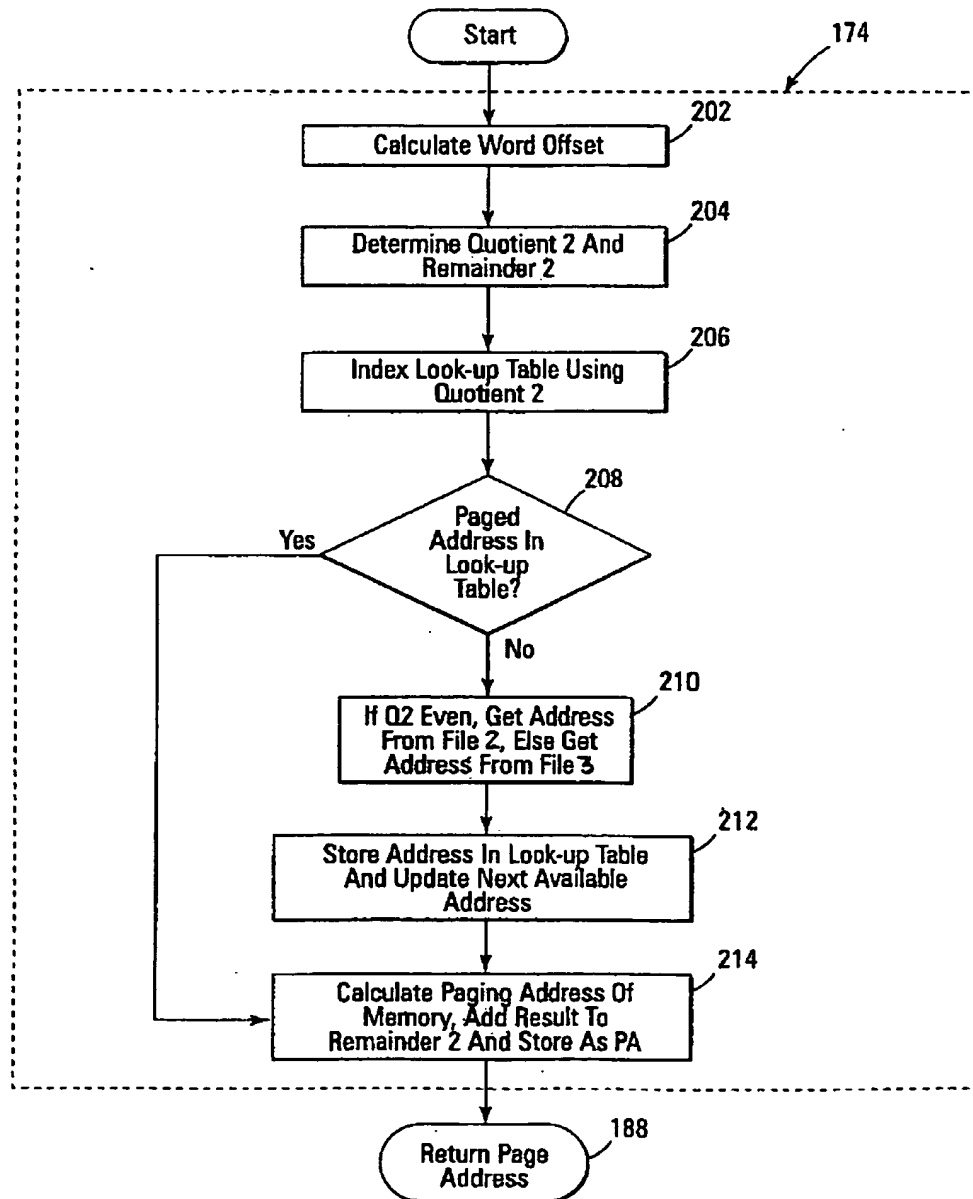 Start
174
202
Calculate Word Offset
204
Determine Quotient 2 And
Remainder 2
206
Index Look-up Table Using
Quotient 2
208
Paged
Address In
Look-up
Table?
Yes
No
210
If Q2 Even, Get Address
From File 2, Else Get
Address From File 3
212
Store Address In Look-up Table
And Update Next Available
Address
214
Calculate Paging Address Of
Memory, Add Result To
Remainder 2 And Store As PA
188
Return Page
Address